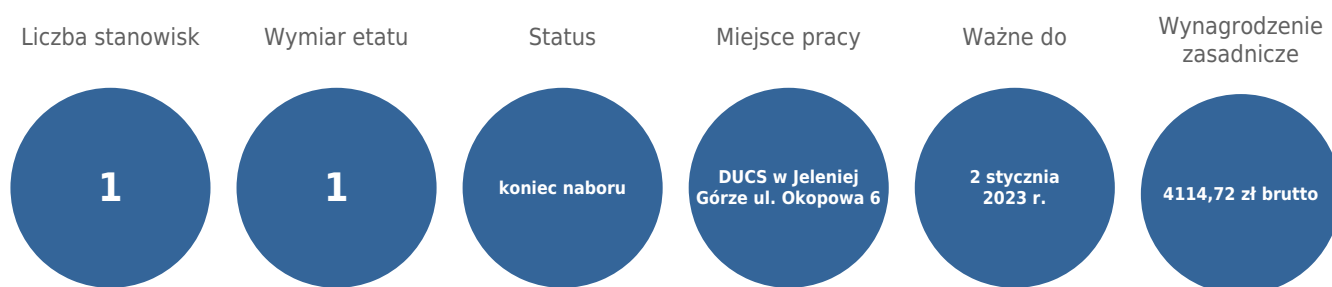 Liczba stanowisk
1
Wymiar etatu
1
Status
koniec naboru
Miejsce pracy
DUCS w Jeleniej
Górze ul. Okopowa 6
Ważne do
2 stycznia
2023 r.
Wynagrodzenie
zasadnicze
4114,72 zł brutto